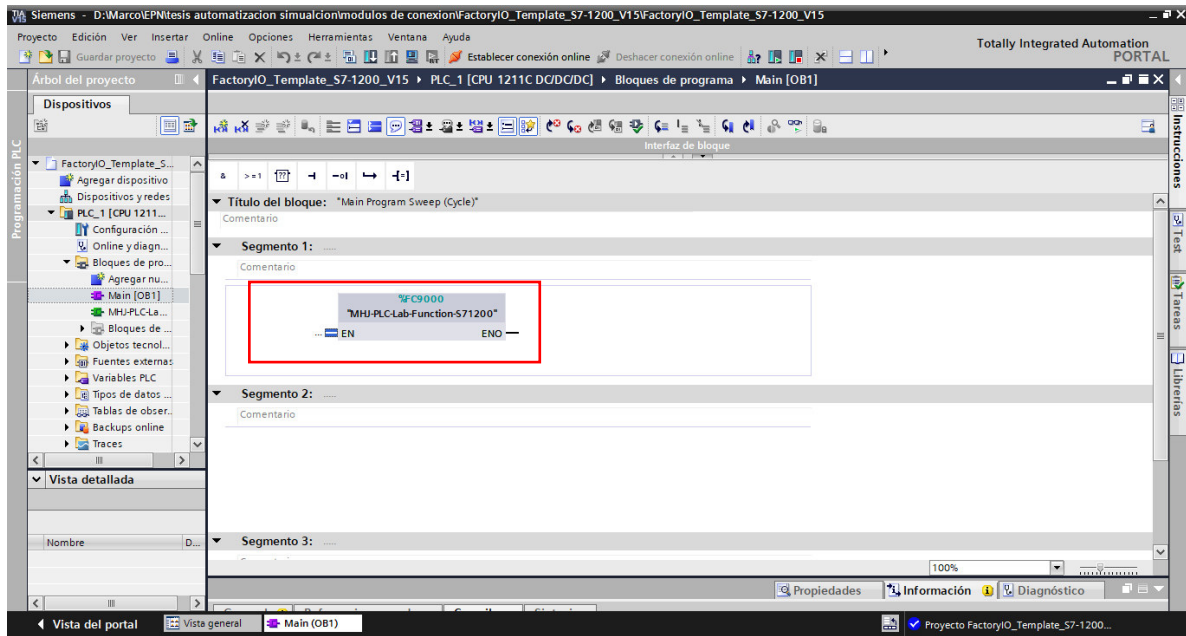 Siemens - D:\Marco\EPN\tesis automatizacion simualcion\modulos de conexion\FactoryIO_Template_S7-1200_V15\FactoryIO_Template_S7-1200_V15
Proyecto Edición Ver Insertar Online Opciones Herramientas Ventana Ayuda
Totally Integrated Automation
PORTAL
Guardar proyecto
Establecer conexión online
Deshacer conexión online
Árbol del proyecto
FactoryIO_Template_S7-1200_V15 ▸ PLC_1 [CPU 1211C DC/DC/DC] ▸ Bloques de programa ▸ Main [OB1]
Dispositivos
Programación PLC
FactoryIO_Template_S...
Agregar dispositivo
Dispositivos y redes
PLC_1 [CPU 1211...
Configuración ...
Online y diagn...
Bloques de pro...
Agregar nu...
Main [OB1]
MHJ-PLC-La...
Bloques de ...
Objetos tecnol...
Fuentes externas
Variables PLC
Tipos de datos ...
Tablas de obser..
Backups online
Traces
Vista detallada
Nombre D...
Interfaz de bloque
& >=1 ??
Título del bloque: "Main Program Sweep (Cycle)"
Comentario
Segmento 1: .....
Comentario
%FC9000
"MHJ-PLC-Lab-Function-S71200"
... EN ENO
Segmento 2: .....
Comentario
Segmento 3: .....
100%
Instrucciones
Test
Tareas
Librerías
Propiedades
Información
Diagnóstico
Vista del portal
Vista general
Main (OB1)
Proyecto FactoryIO_Template_S7-1200...